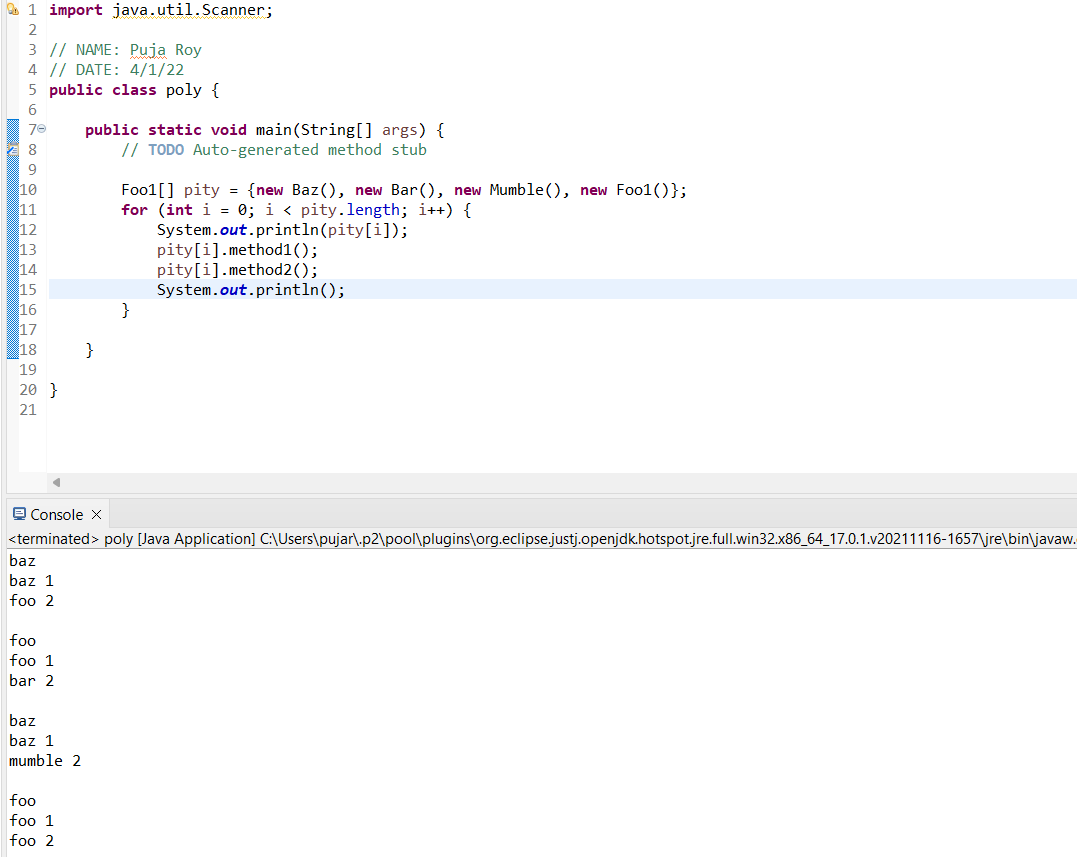 1 import java.util.Scanner;
2
3 // NAME: Puja Roy
4 // DATE: 4/1/22
5 public class poly {
6
7 public static void main(String[] args) {
8 // TODO Auto-generated method stub
9
10 Foo1[] pity = {new Baz(), new Bar(), new Mumble(), new Foo1()};
11 for (int i = 0; i < pity.length; i++) {
12 System.out.println(pity[i]);
13 pity[i].method1();
14 pity[i].method2();
15 System.out.println();
16 }
17
18 }
19
20 }
21
Console
<terminated> poly [Java Application] C:\Users\pujar\.p2\pool\plugins\org.eclipse.justj.openjdk.hotspot.jre.full.win32.x86_64_17.0.1.v20211116-1657\jre\bin\javaw.
baz
baz 1
foo 2

foo
foo 1
bar 2

baz
baz 1
mumble 2

foo
foo 1
foo 2